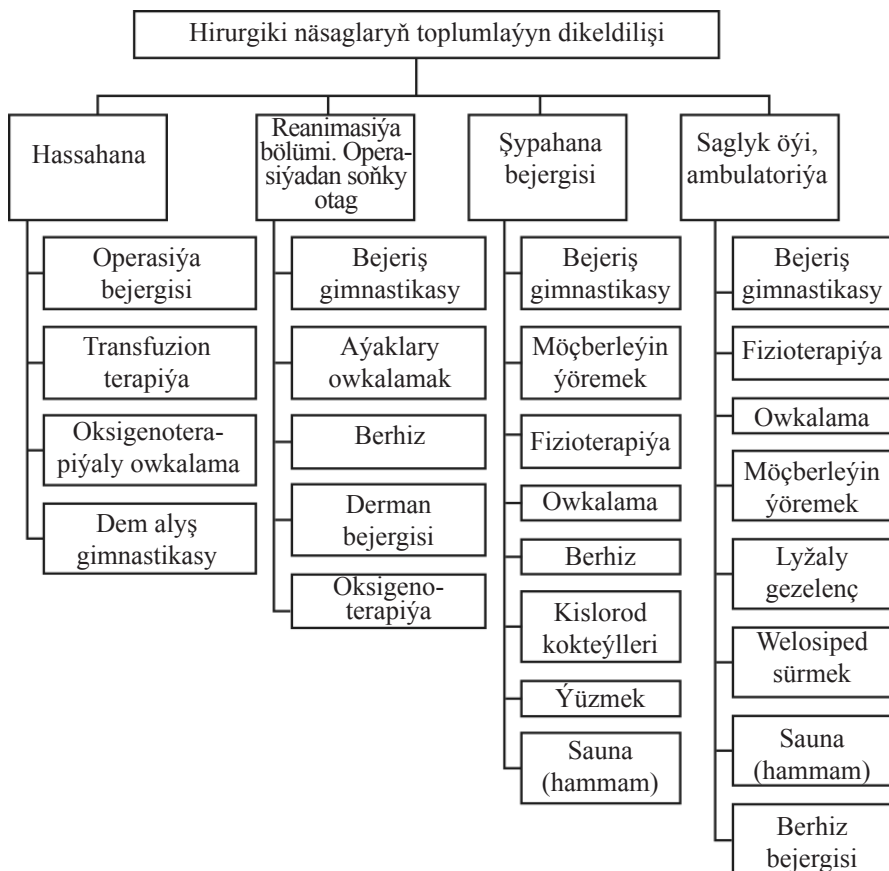 Hirurgiki näsaglaryň toplumlaýyn dikeldilişi
Hassahana
Operasiýa
bejergisi
Transfuzion
terapiýa
Oksigenotera-
piýaly owkalama
Dem alyş
gimnastikasy
Reanimasiýa
bölümi. Opera-
siýadan soňky
otag
Bejeriş
gimnastikasy
Aýaklary
owkalamak
Berhiz
Derman
bejergisi
Oksigeno-
terapiýa
Şypahana
bejergisi
Bejeriş
gimnastikasy
Möçberleýin
ýöremek
Fizioterapiýa
Owkalama
Berhiz
Kislorod
kokteýlleri
Ýüzmek
Sauna
(hammam)
Saglyk öýi,
ambulatoriýa
Bejeriş
gimnastikasy
Fizioterapiýa
Owkalama
Möçberleýin
ýöremek
Lyžaly
gezelenç
Welosiped
sürmek
Sauna
(hammam)
Berhiz
bejergisi